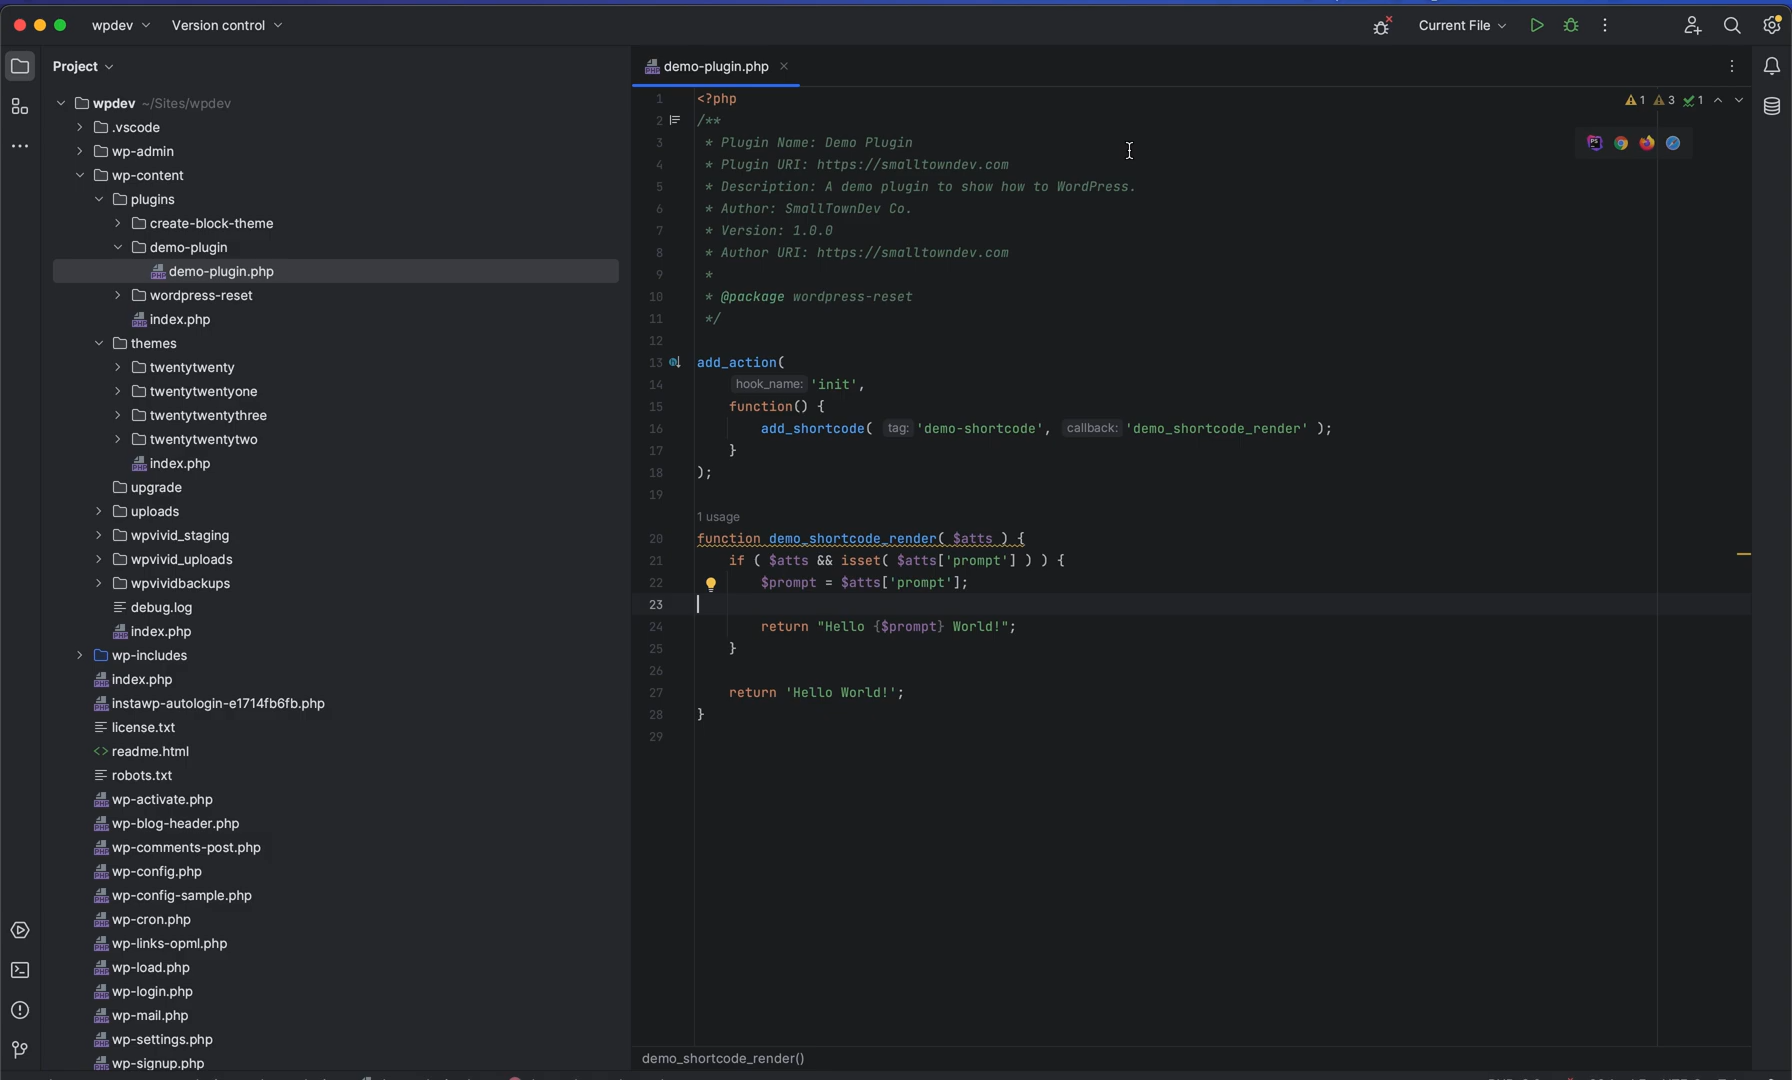 wpdev
Version control
Current File
Project
wpdev ~/Sites/wpdev
.vscode
wp-admin
wp-content
plugins
create-block-theme
demo-plugin
demo-plugin.php
wordpress-reset
index.php
themes
twentytwenty
twentytwentyone
twentytwentythree
twentytwentytwo
index.php
upgrade
uploads
wpvivid_staging
wpvivid_uploads
wpvividbackups
debug.log
index.php
wp-includes
index.php
instawp-autologin-e1714fb6fb.php
license.txt
readme.html
robots.txt
wp-activate.php
wp-blog-header.php
wp-comments-post.php
wp-config.php
wp-config-sample.php
wp-cron.php
wp-links-opml.php
wp-load.php
wp-login.php
wp-mail.php
wp-settings.php
wp-signup.php
demo-plugin.php
1 3 1
1 <?php
2 /**
3 * Plugin Name: Demo Plugin
4 * Plugin URI: https://smalltowndev.com
5 * Description: A demo plugin to show how to WordPress.
6 * Author: SmallTownDev Co.
7 * Version: 1.0.0
8 * Author URI: https://smalltowndev.com
9 *
10 * @package wordpress-reset
11 */
12
13 add_action(
14 hook_name: 'init',
15 function() {
16 add_shortcode( tag: 'demo-shortcode', callback: 'demo_shortcode_render' );
17 }
18 );
19
1 usage
20 function demo_shortcode_render( $atts ) {
21 if ( $atts && isset( $atts['prompt'] ) ) {
22 $prompt = $atts['prompt'];
23
24 return "Hello {$prompt} World!";
25 }
26
27 return 'Hello World!';
28 }
29
demo_shortcode_render()